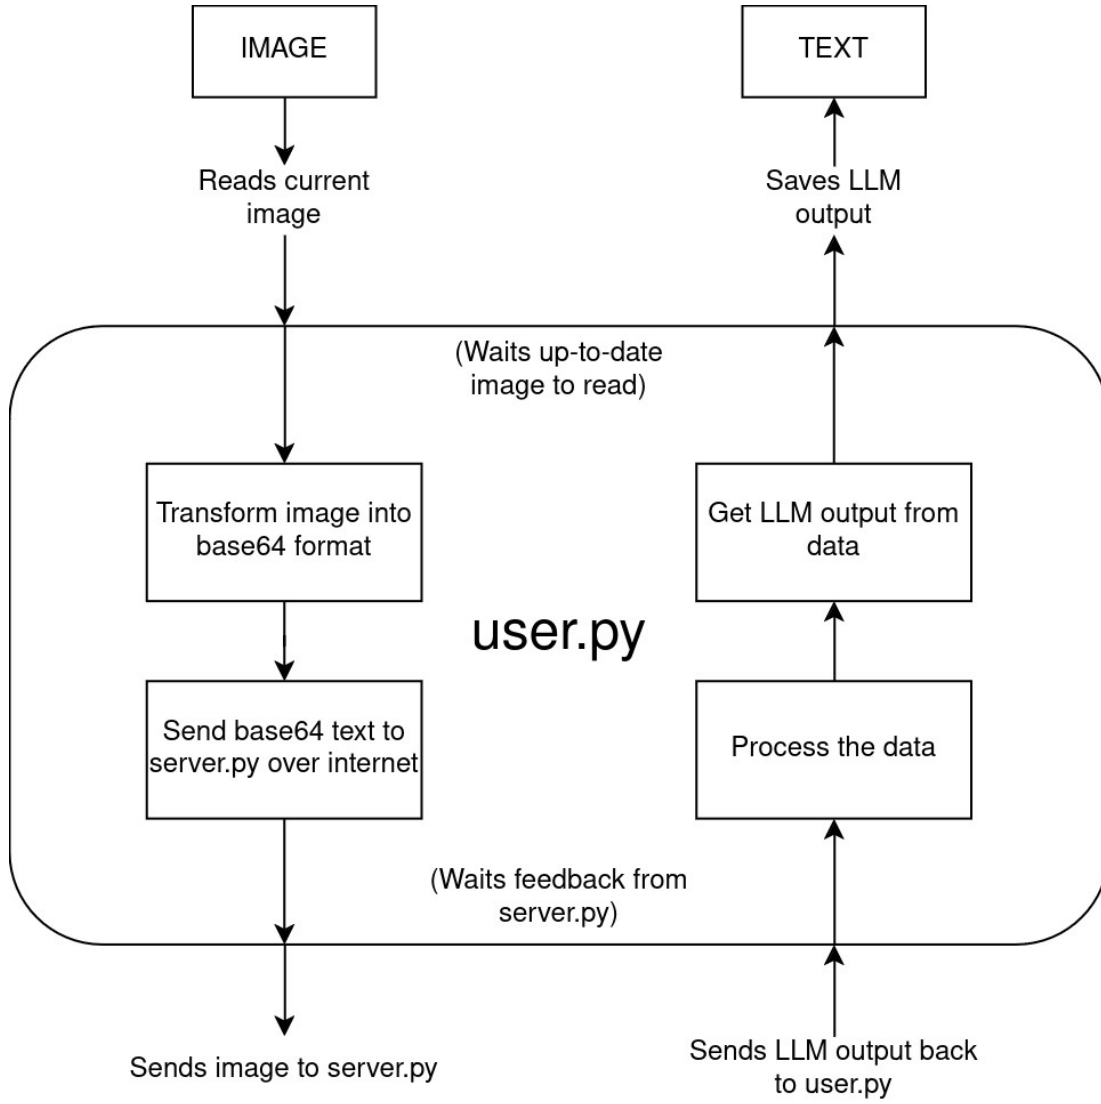 IMAGE
TEXT
Reads current
image
Saves LLM
output
(Waits up-to-date
image to read)
Transform image into
base64 format
Get LLM output from
data
user.py
Send base64 text to
server.py over internet
Process the data
(Waits feedback from
server.py)
Sends image to server.py
Sends LLM output back
to user.py